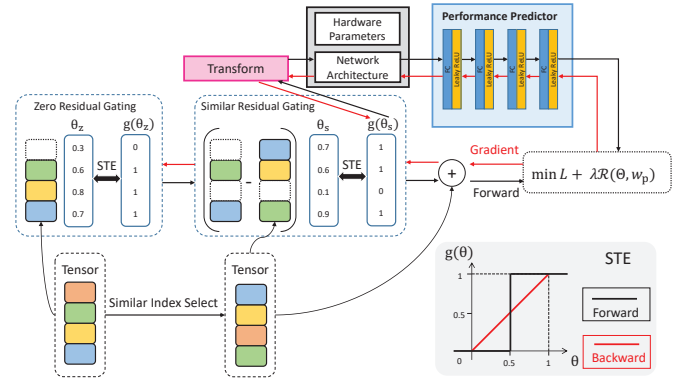 Hardware
Parameters
Network
Architecture
Transform
Performance Predictor
FC
Leaky ReLU
FC
Leaky ReLU
FC
Leaky ReLU
FC
Leaky ReLU
Zero Residual Gating
θz
g(θz)
0.3
0.6
0.8
0.7
STE
0
1
1
1
Similar Residual Gating
-
θs
g(θs)
0.7
0.6
0.1
0.9
STE
1
1
0
1
+
Gradient
Forward
min L + λℛ(Θ, wp)
Tensor
Similar Index Select
Tensor
g(θ)
STE
1
0.5
0
0.5
1
θ
Forward
Backward